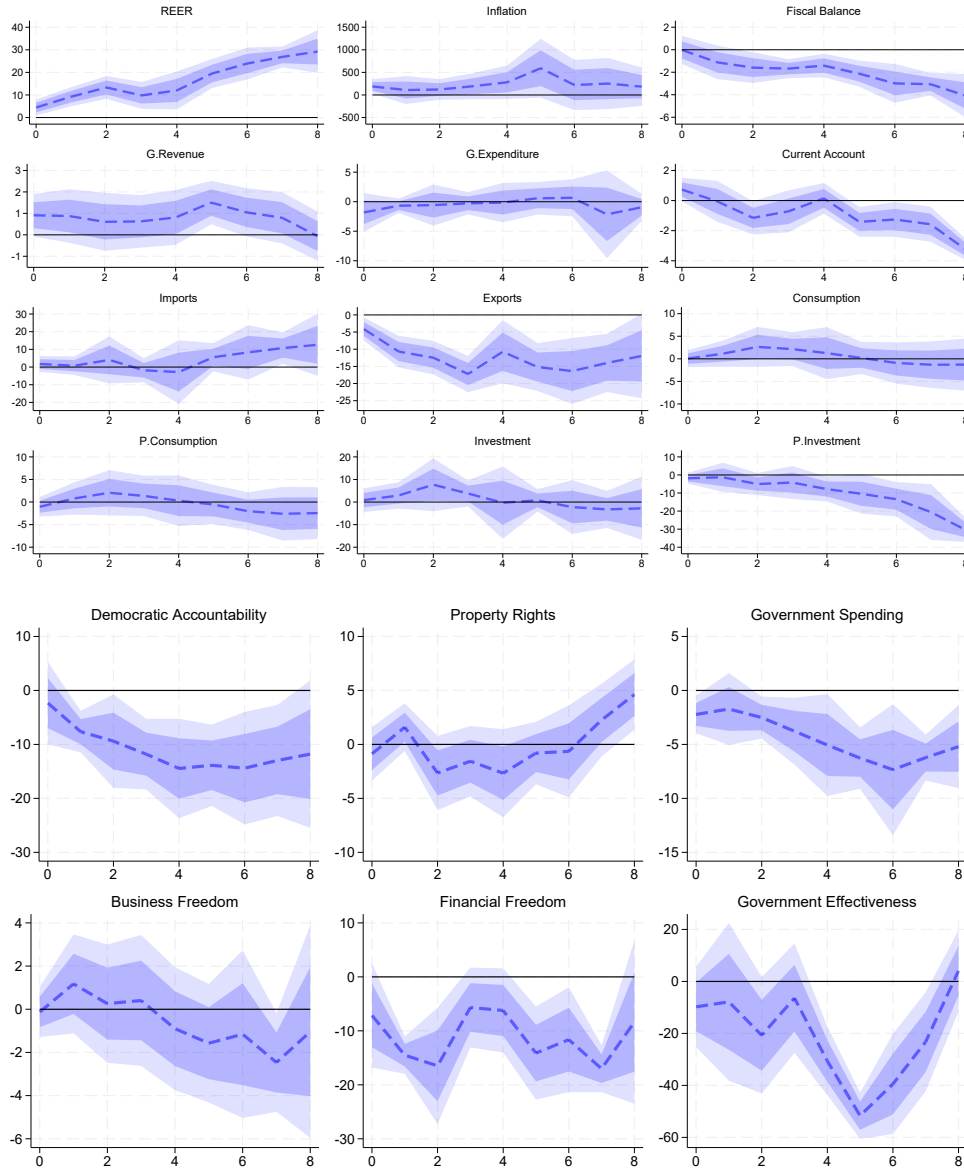 REER
Inflation
Fiscal Balance
40
30
20
10
0
0 2 4 6 8
1500
1000
500
0
-500
0 2 4 6 8
2
0
-2
-4
-6
0 2 4 6 8
G.Revenue
G.Expenditure
Current Account
3
2
1
0
-1
0 2 4 6 8
5
0
-5
-10
0 2 4 6 8
2
0
-2
-4
0 2 4 6 8
Imports
Exports
Consumption
30
20
10
0
-10
-20
0 2 4 6 8
0
-5
-10
-15
-20
-25
0 2 4 6 8
10
5
0
-5
-10
0 2 4 6 8
P.Consumption
Investment
P.Investment
10
5
0
-5
-10
0 2 4 6 8
20
10
0
-10
-20
0 2 4 6 8
10
0
-10
-20
-30
-40
0 2 4 6 8
Democratic Accountability
Property Rights
Government Spending
10
0
-10
-20
-30
0 2 4 6 8
10
5
0
-5
-10
0 2 4 6 8
5
0
-5
-10
-15
0 2 4 6 8
Business Freedom
Financial Freedom
Government Effectiveness
4
2
0
-2
-4
-6
0 2 4 6 8
10
0
-10
-20
-30
0 2 4 6 8
20
0
-20
-40
-60
0 2 4 6 8